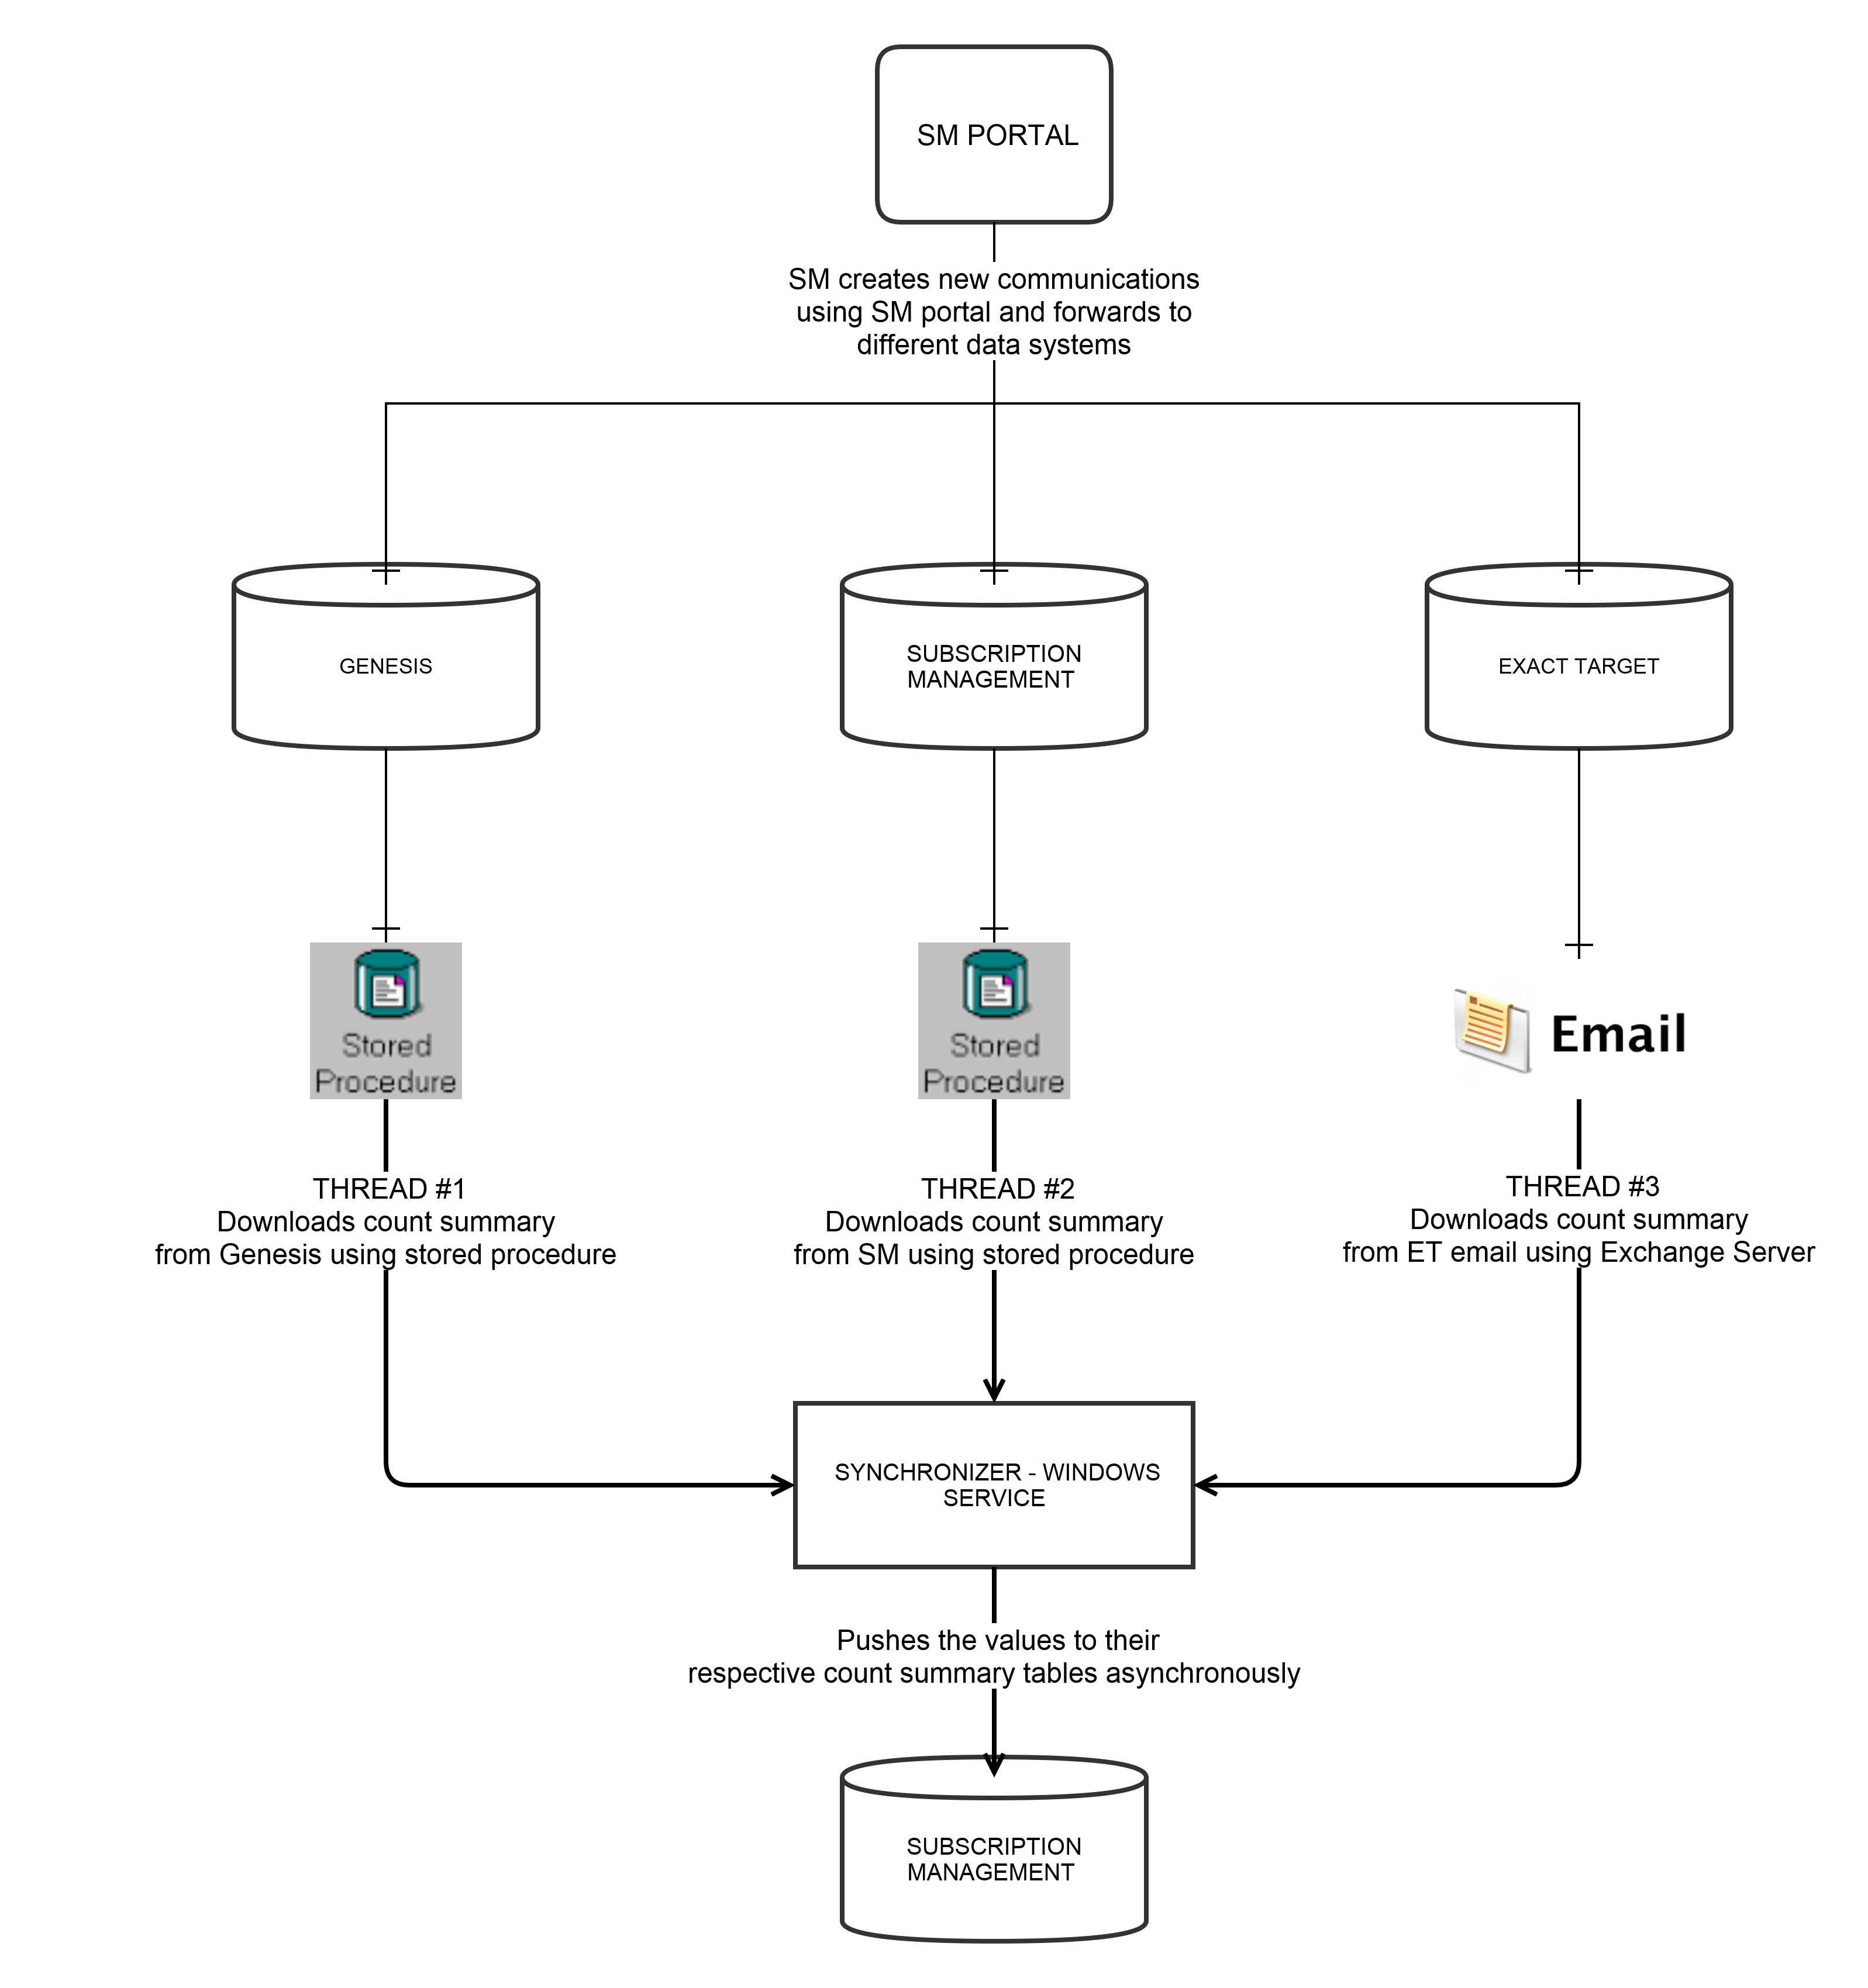 SM PORTAL
SM creates new communications
using SM portal and forwards to
different data systems
GENESIS
SUBSCRIPTION
MANAGEMENT
EXACT TARGET
Stored
Procedure
Stored
Procedure
Email
THREAD #1
Downloads count summary
from Genesis using stored procedure
THREAD #2
Downloads count summary
from SM using stored procedure
THREAD #3
Downloads count summary
from ET email using Exchange Server
SYNCHRONIZER - WINDOWS
SERVICE
Pushes the values to their
respective count summary tables asynchronously
SUBSCRIPTION
MANAGEMENT